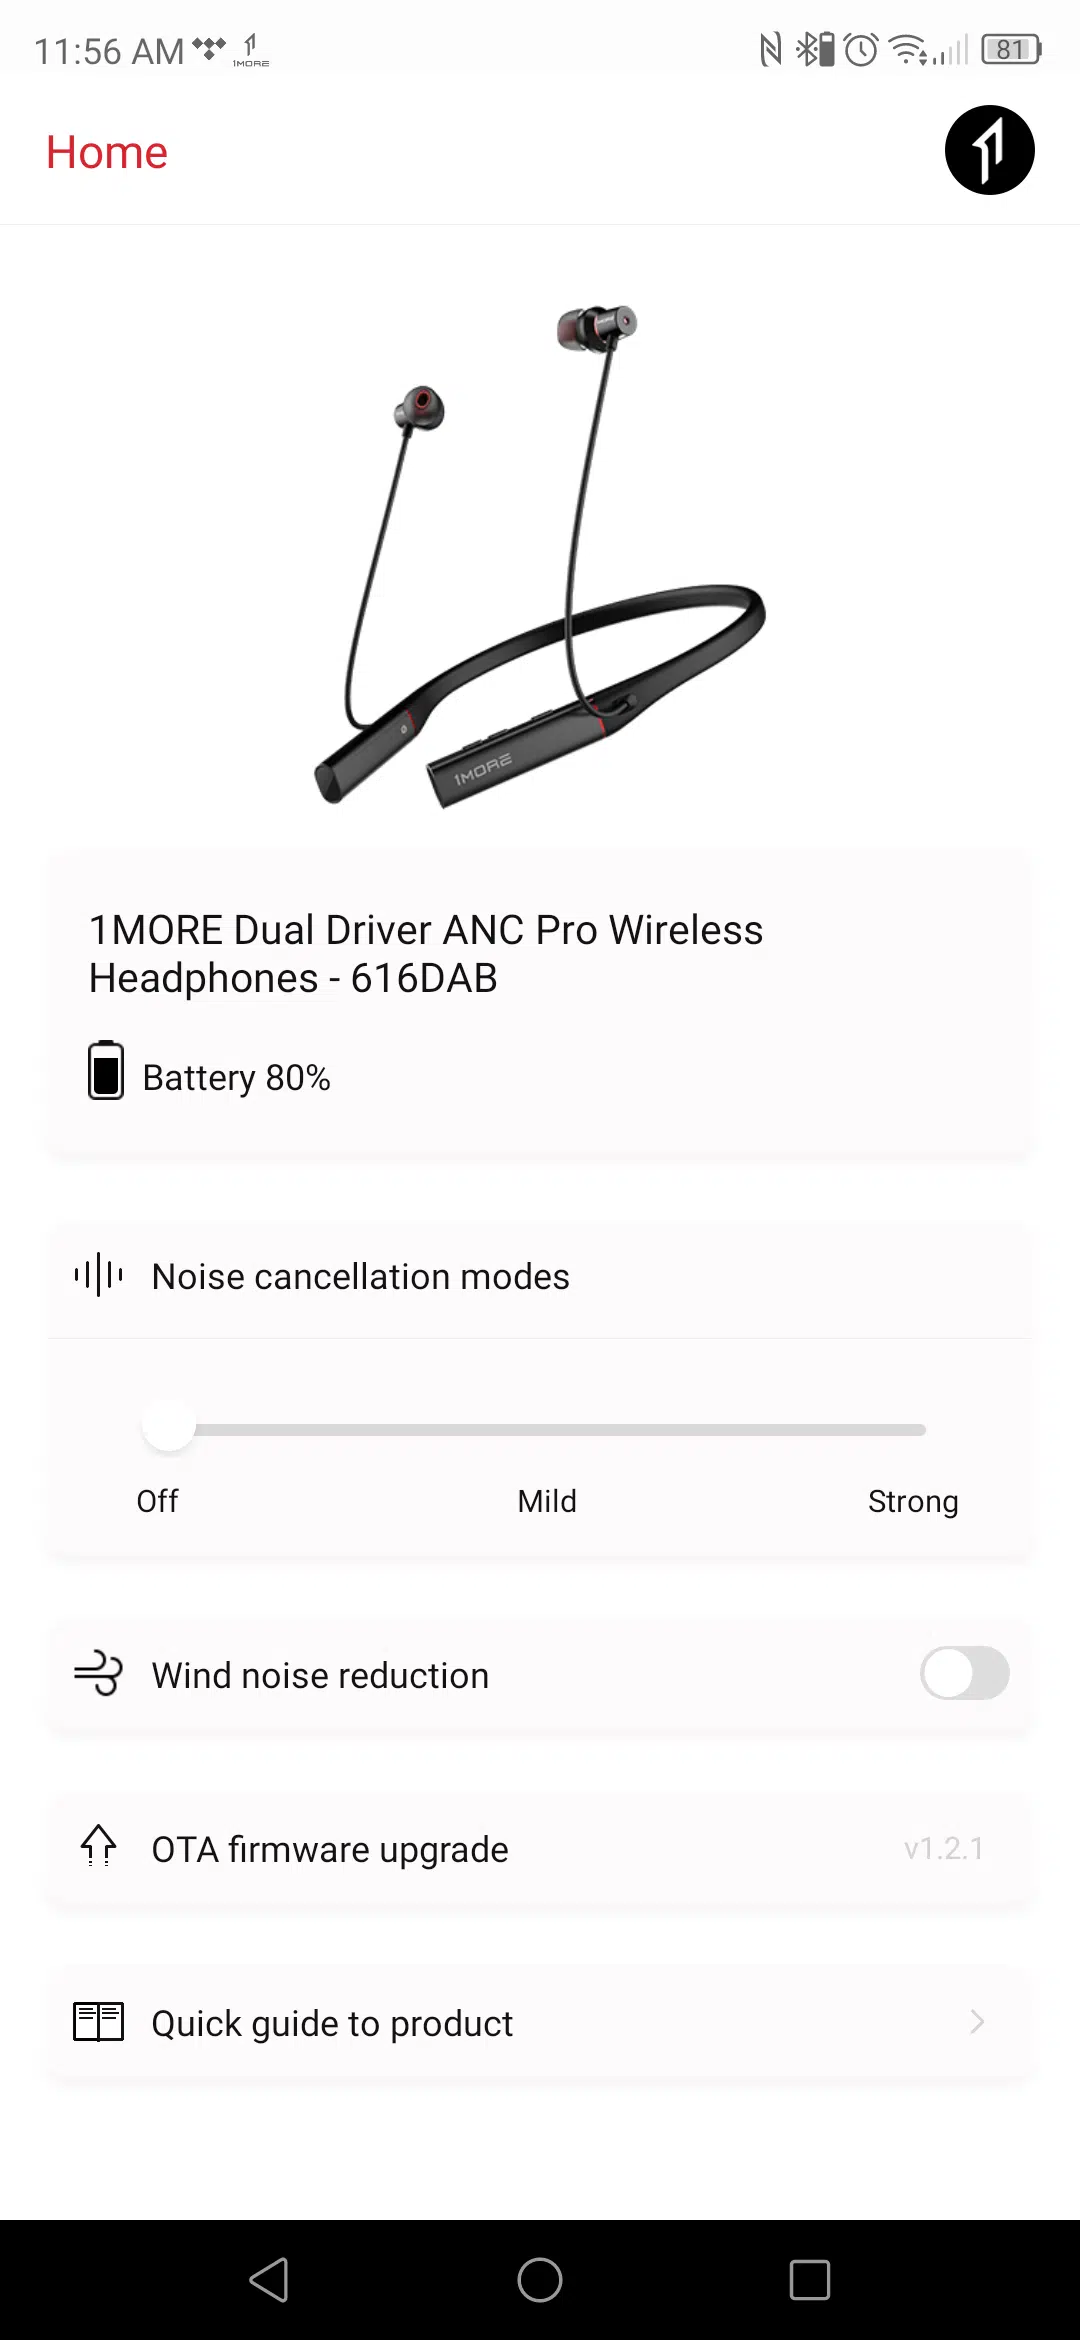 11:56 AM
1MORE
81
Home
1MORE
1MORE Dual Driver ANC Pro Wireless
Headphones - 616DAB
Battery 80%
Noise cancellation modes
Off Mild Strong
Wind noise reduction
OTA firmware upgrade v1.2.1
Quick guide to product